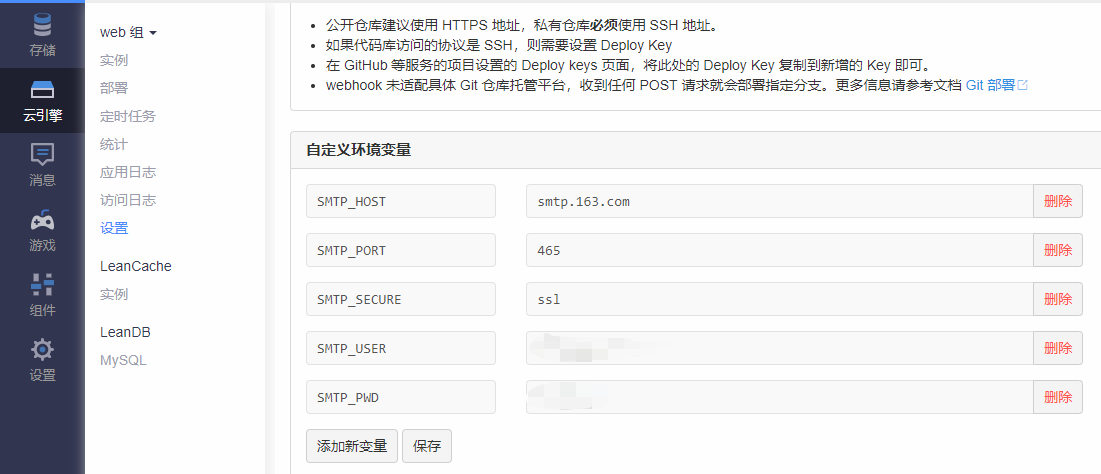 存储
云引擎
消息
游戏
组件
设置
web 组
实例
部署
定时任务
统计
应用日志
访问日志
设置
LeanCache
实例
LeanDB
MySQL
公开仓库建议使用 HTTPS 地址，私有仓库必须使用 SSH 地址。
如果代码库访问的协议是 SSH，则需要设置 Deploy Key
在 GitHub 等服务的项目设置的 Deploy keys 页面，将此处的 Deploy Key 复制到新增的 Key 即可。
webhook 未适配具体 Git 仓库托管平台，收到任何 POST 请求就会部署指定分支。更多信息请参考文档 Git 部署
自定义环境变量
SMTP_HOST smtp.163.com 删除
SMTP_PORT 465 删除
SMTP_SECURE ssl 删除
SMTP_USER 删除
SMTP_PWD 删除
添加新变量 保存